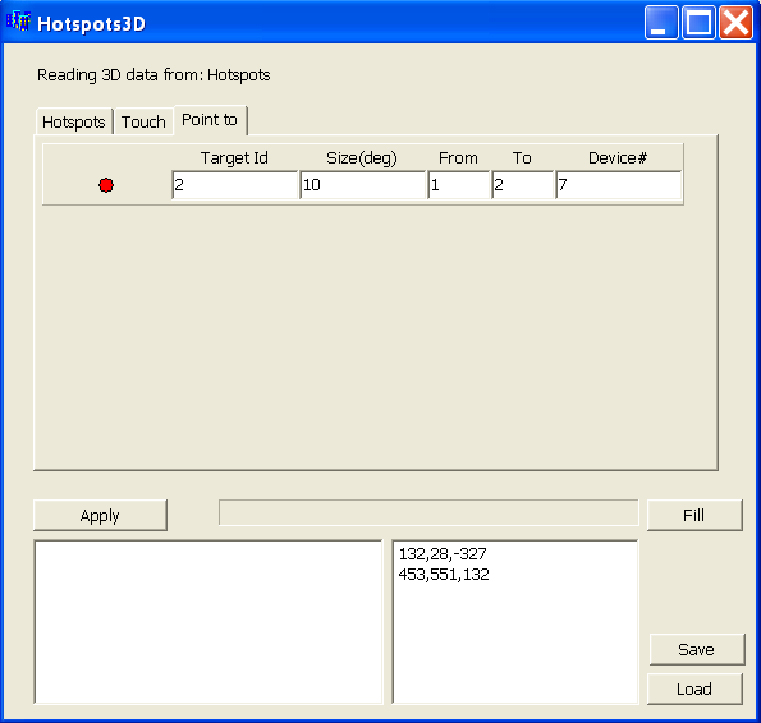 Hotspots3D
Reading 3D data from: Hotspots
Hotspots Touch Point to
Target Id Size(deg) From To Device#
2 10 1 2 7
Apply Fill
132,28,-327
453,551,132
Save
Load